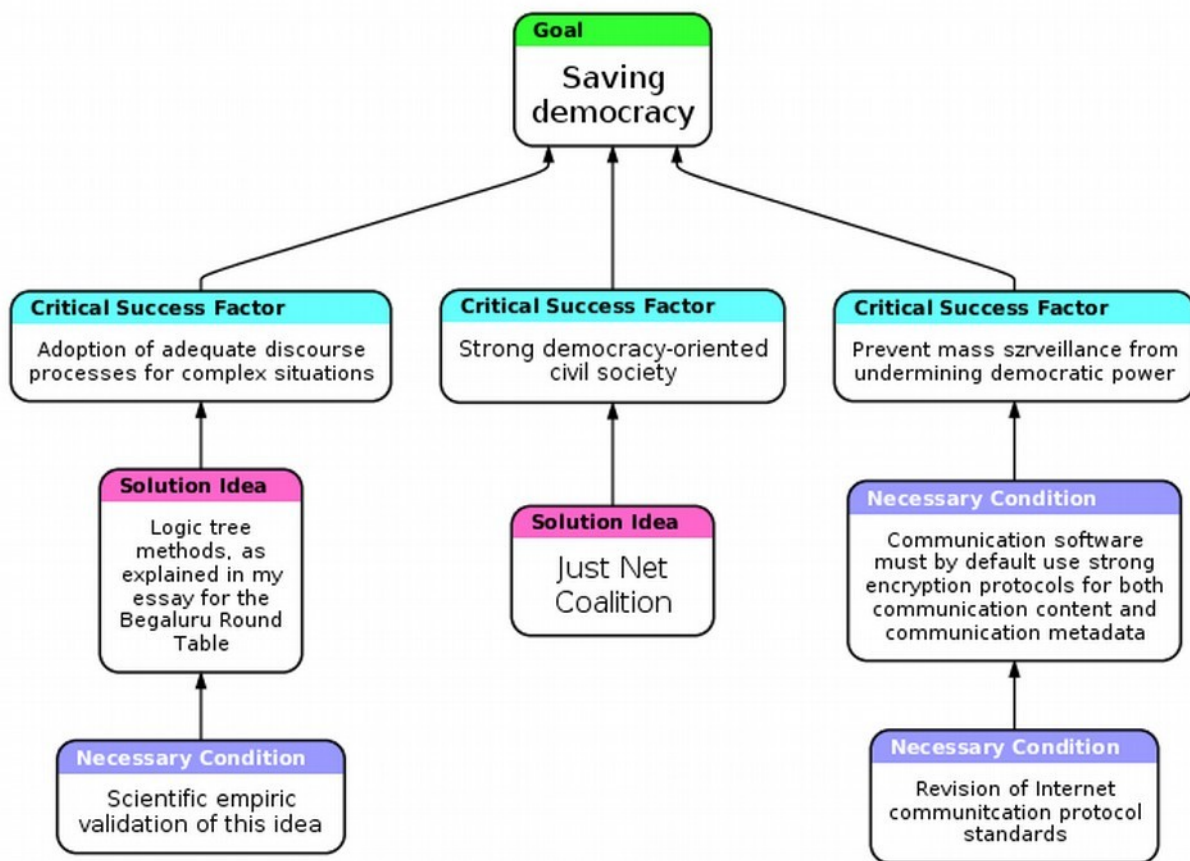 Goal
Saving
democracy
Critical Success Factor
Adoption of adequate discourse
processes for complex situations
Critical Success Factor
Strong democracy-oriented
civil society
Critical Success Factor
Prevent mass szrveillance from
undermining democratic power
Solution Idea
Logic tree
methods, as
explained in my
essay for the
Begaluru Round
Table
Solution Idea
Just Net
Coalition
Necessary Condition
Communication software
must by default use strong
encryption protocols for both
communication content and
communication metadata
Necessary Condition
Scientific empiric
validation of this idea
Necessary Condition
Revision of Internet
communitcation protocol
standards